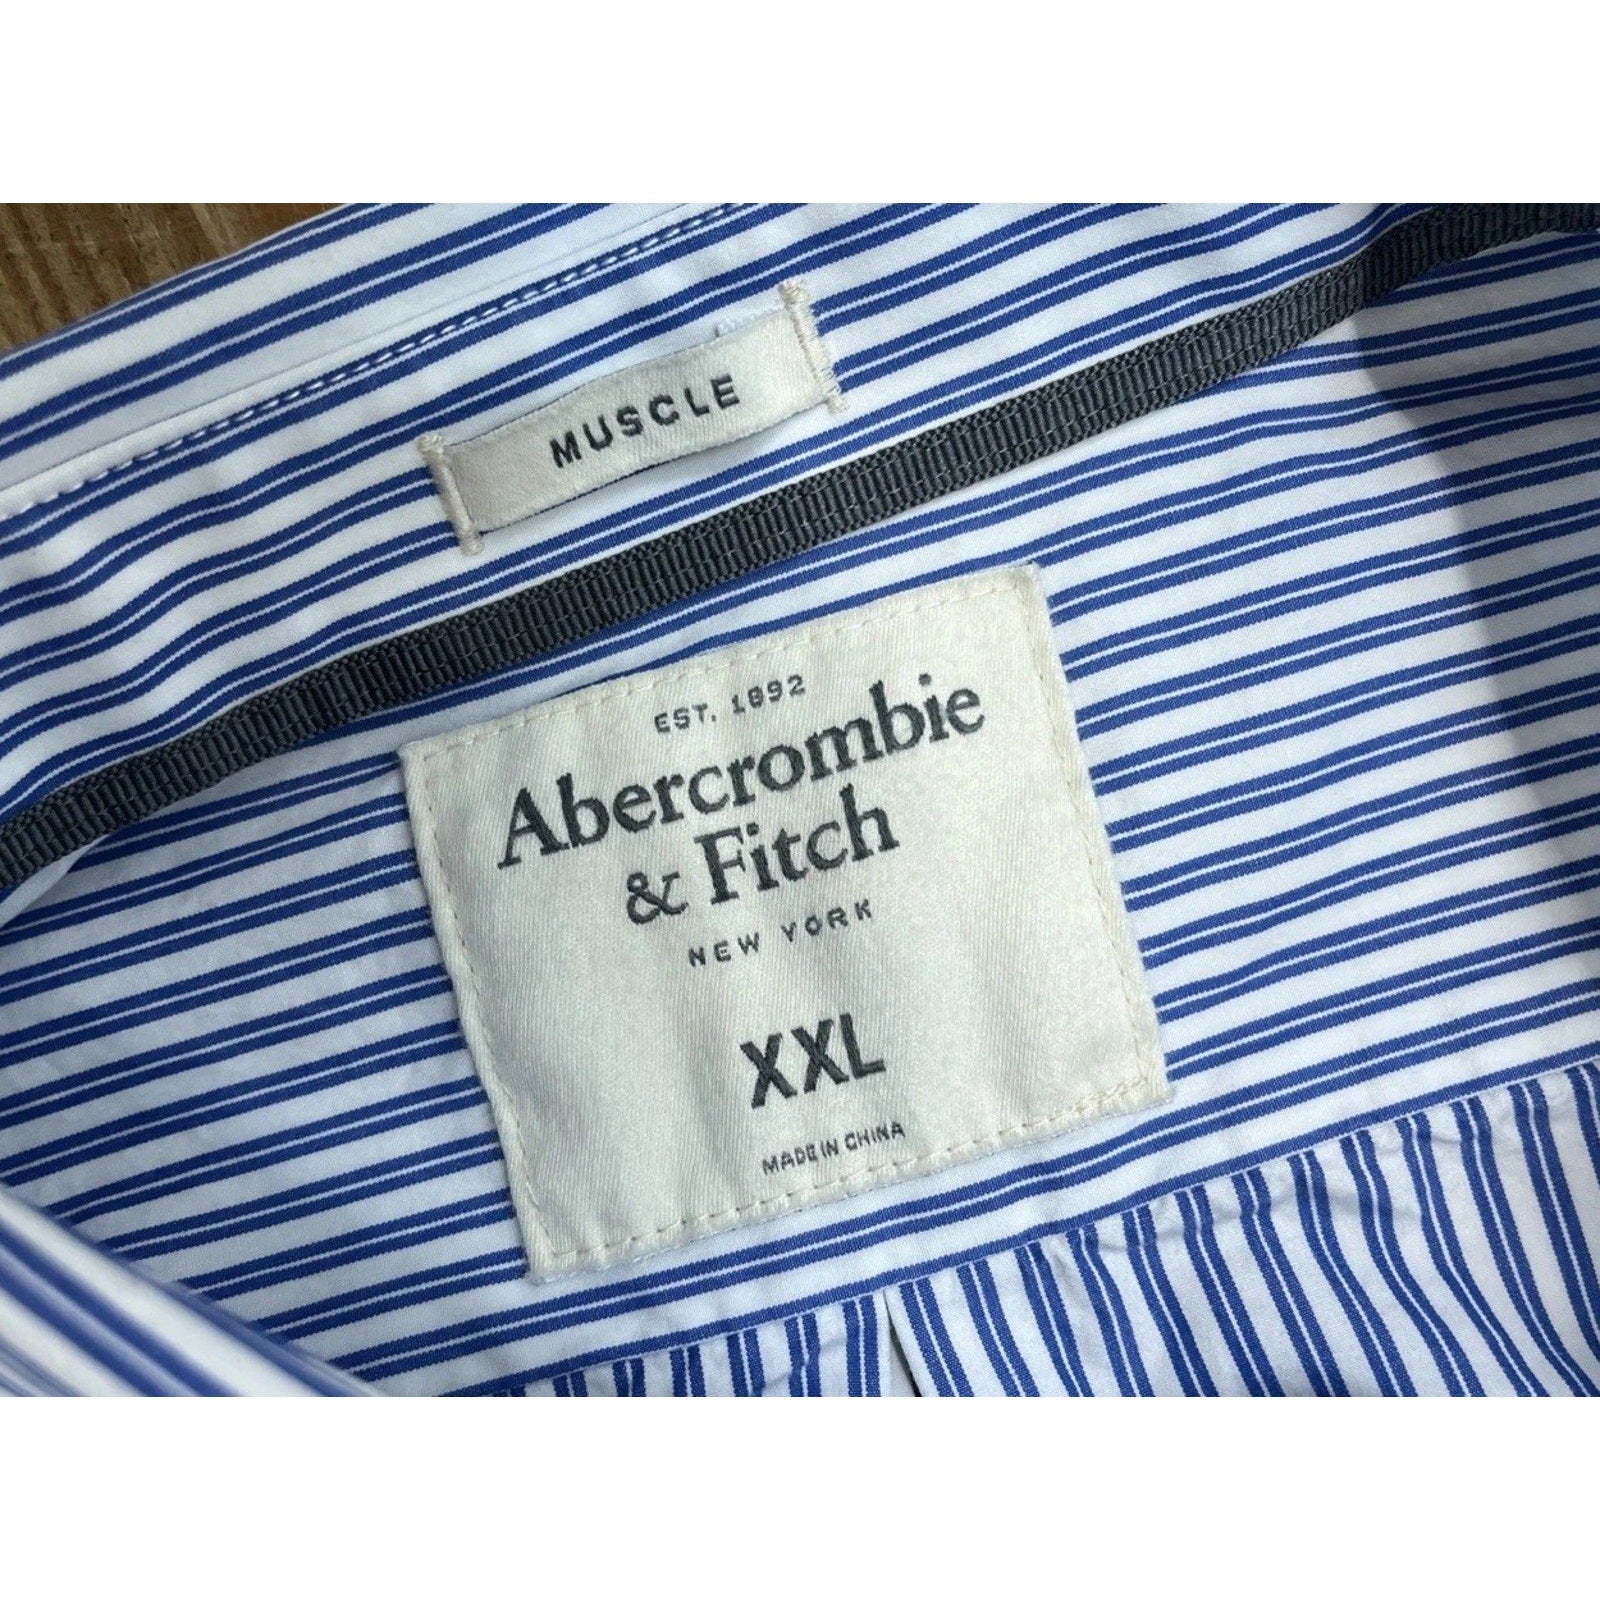 MUSCLE
EST. 1892
Abercrombie
& Fitch
NEW YORK
XXL
MADE IN CHINA